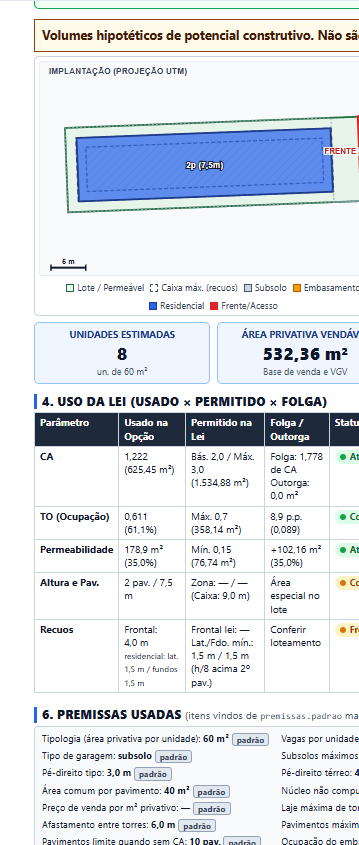 Volumes hipotéticos de potencial construtivo. Não
IMPLANTAÇÃO (PROJEÇÃO UTM)
2p (7,5m)
FRENTE
6 m
Lote / Permeável Caixa máx. (recuos) Subsolo Embasamento
Residencial Frente/Acesso
UNIDADES ESTIMADAS
8
un. de 60 m²
ÁREA PRIVATIVA VENDÁV
532,36 m²
Base de venda e VGV
4. USO DA LEI (USADO × PERMITIDO × FOLGA)
Parâmetro
Usado na
Opção
Permitido na
Lei
Folga /
Outorga
Statu
CA
1,222
(625,45 m²)
Bás. 2,0 / Máx.
3,0
(1.534,88 m²)
Folga: 1,778
de CA
Outorga:
0,0 m²
At
TO (Ocupação)
0,611
(61,1%)
Máx. 0,7
(358,14 m²)
8,9 p.p.
(0,089)
Co
Permeabilidade
178,9 m²
(35,0%)
Mín. 0,15
(76,74 m²)
+102,16 m²
(35,0%)
At
Altura e Pav.
2 pav. / 7,5
m
Zona: — / —
(Caixa: 9,0 m)
Área
especial no
lote
Co
Recuos
Frontal:
4,0 m
residencial: lat.
1,5 m / fundos
1,5 m
Frontal lei: —
Lat./Fdo. mín.:
1,5 m / 1,5 m
(h/8 acima 2º
pav.)
Conferir
loteamento
Fr
6. PREMISSAS USADAS (itens vindos de premissas.padrao ma
Tipologia (área privativa por unidade): 60 m² padrão
Vagas por unidade
Tipo de garagem: subsolo padrão
Subsolos máximos
Pé-direito tipo: 3,0 m padrão
Pé-direito térreo: 4
Área comum por pavimento: 40 m² padrão
Núcleo não compu
Preço de venda por m² privativo: — padrão
Laje máxima de to
Afastamento entre torres: 6,0 m padrão
Pavimentos máxim
Pavimentos limite quando sem CA: 10 pav. padrão
Ocupação do emba